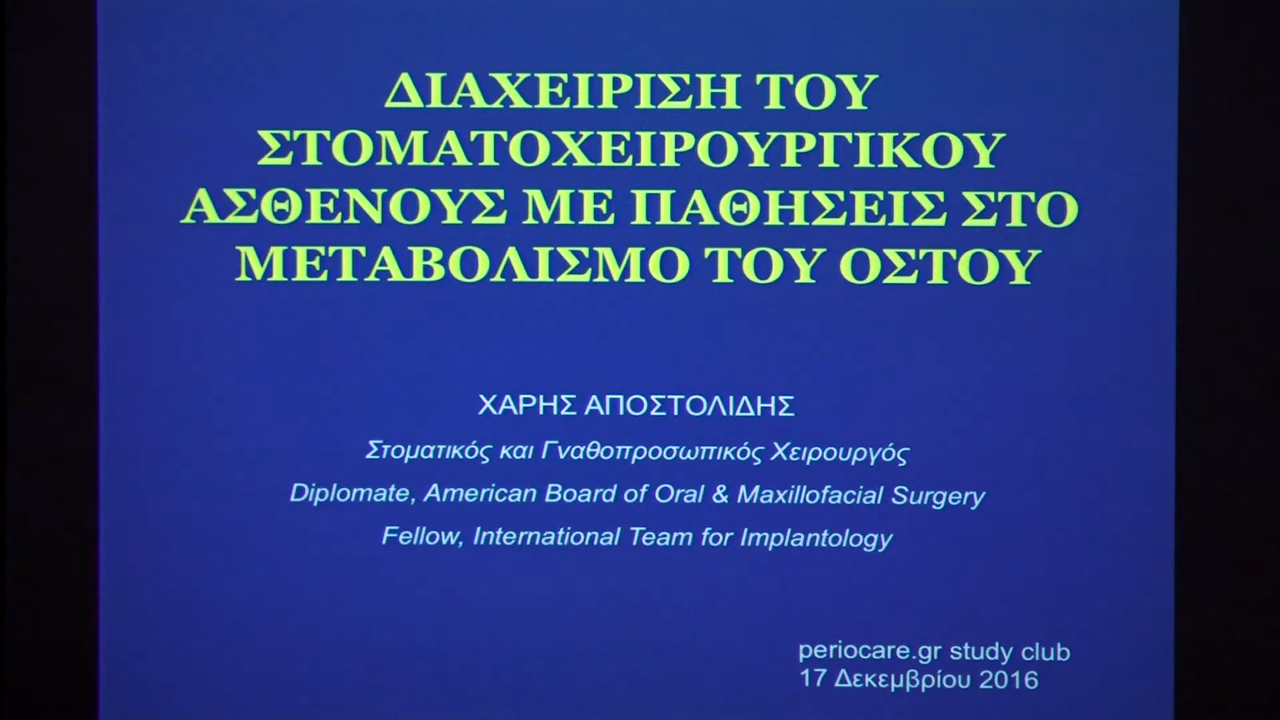 ΔΙΑΧΕΙΡΙΣΗ ΤΟΥ
ΣΤΟΜΑΤΟΧΕΙΡΟΥΡΓΙΚΟΥ
ΑΣΘΕΝΟΥΣ ΜΕ ΠΑΘΗΣΕΙΣ ΣΤΟ
ΜΕΤΑΒΟΛΙΣΜΟ ΤΟΥ ΟΣΤΟΥ
ΧΑΡΗΣ ΑΠΟΣΤΟΛΙΔΗΣ
Στοματικός και Γναθοπροσωπικός Χειρουργός
Diplomate, American Board of Oral & Maxillofacial Surgery
Fellow, International Team for Implantology
periocare.gr study club
17 Δεκεμβρίου 2016